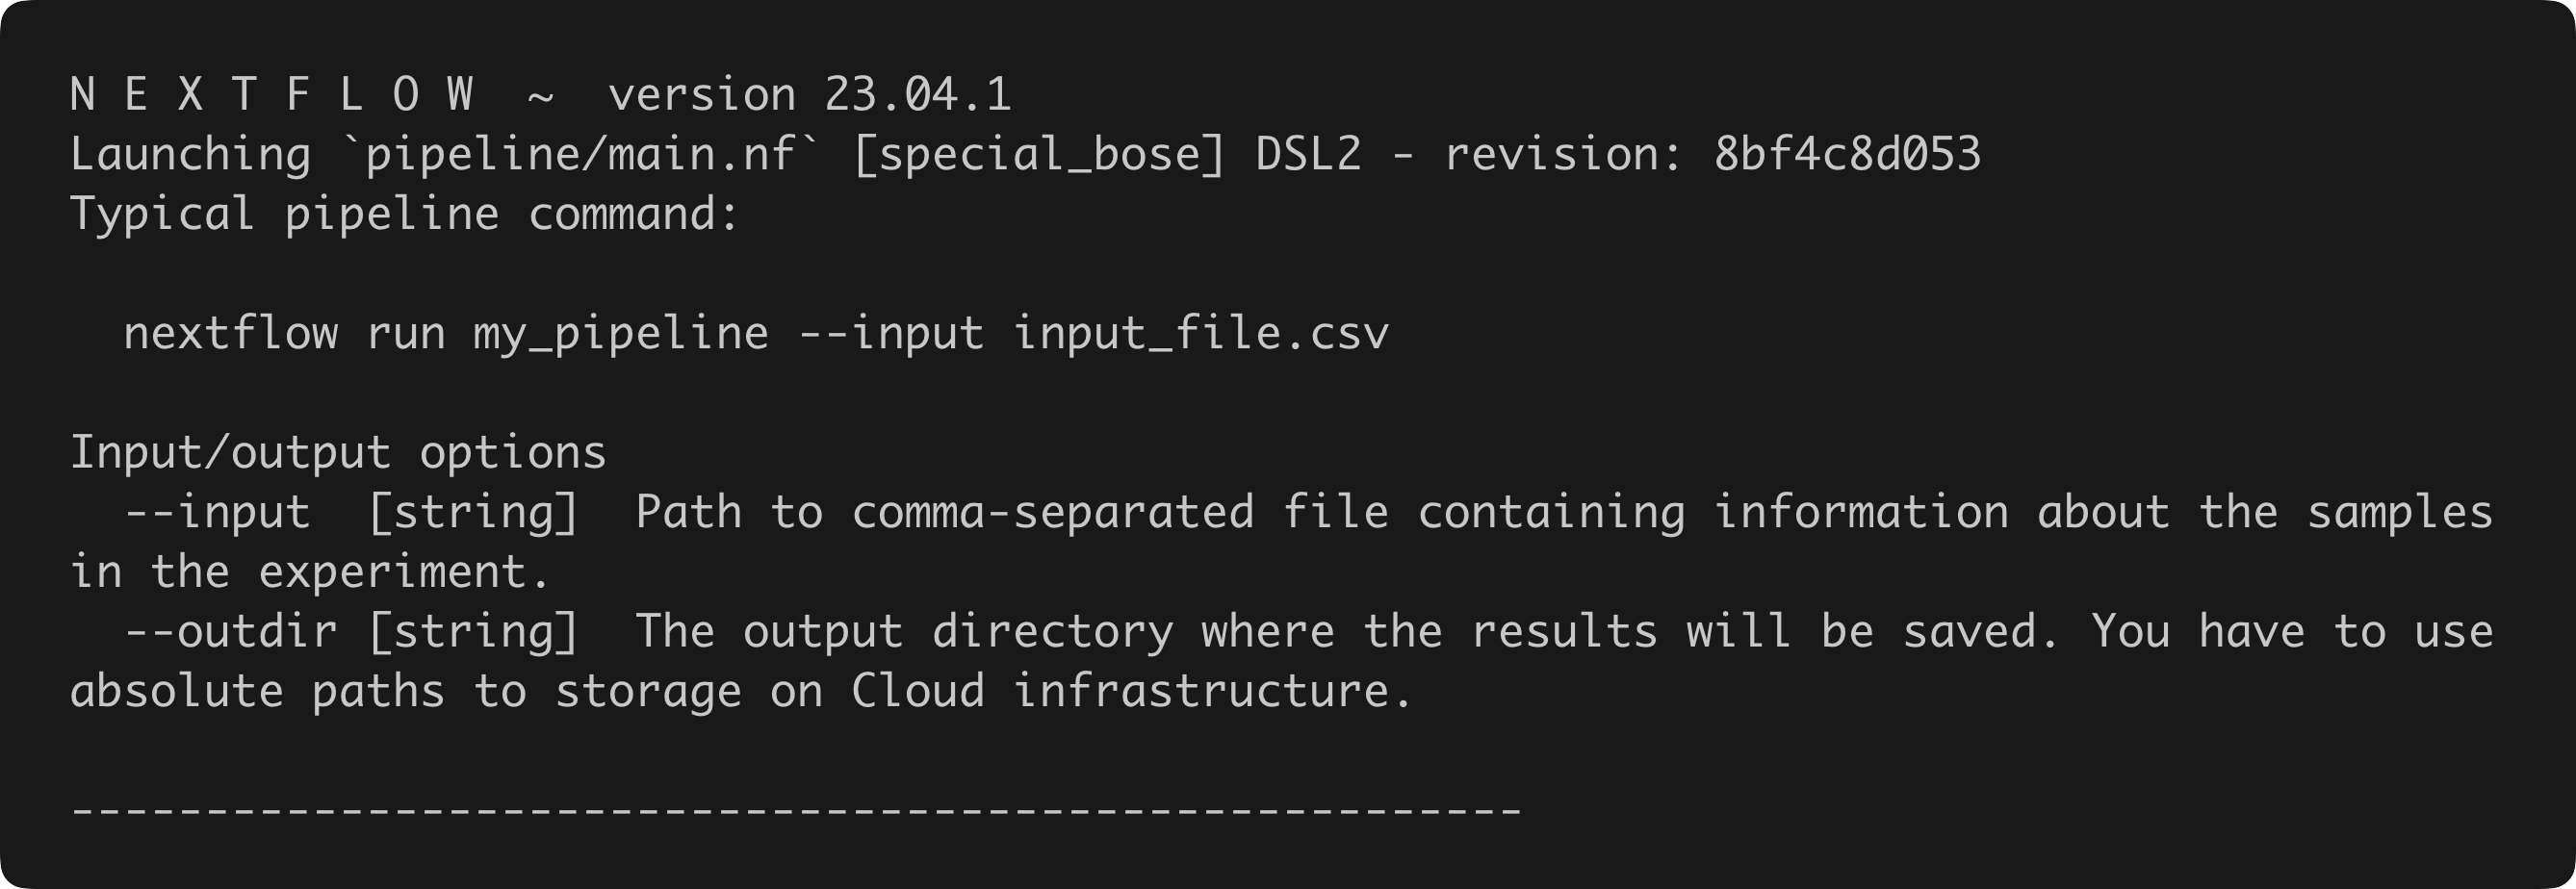 N E X T F L O W  ~  version 23.04.1
Launching `pipeline/main.nf` [special_bose] DSL2 - revision: 8bf4c8d053
Typical pipeline command:

  nextflow run my_pipeline --input input_file.csv

Input/output options
  --input  [string]  Path to comma-separated file containing information about the samples
in the experiment.
  --outdir [string]  The output directory where the results will be saved. You have to use
absolute paths to storage on Cloud infrastructure.

------------------------------------------------------